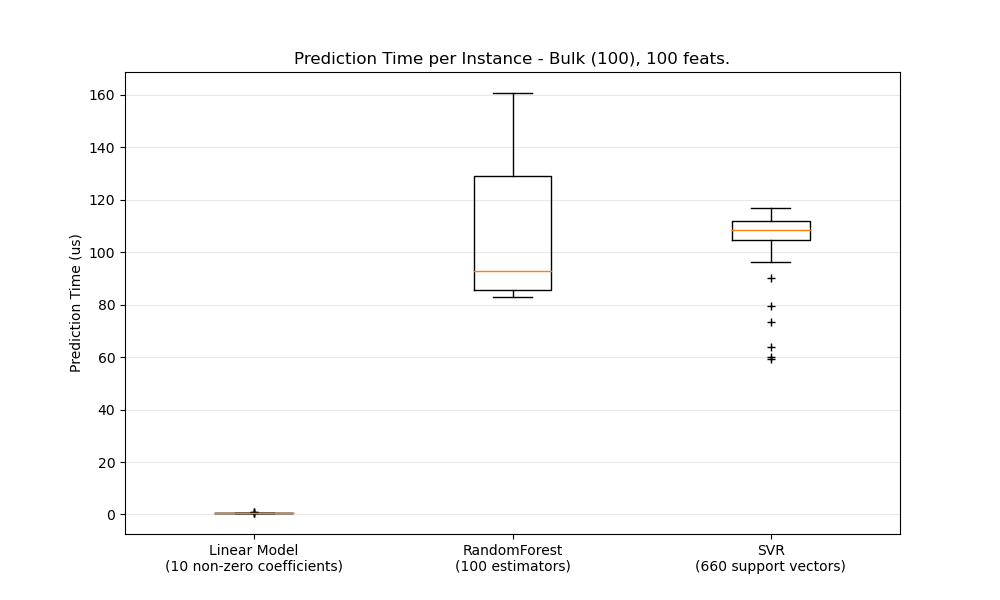 Prediction Time per Instance - Bulk (100), 100 feats.
Prediction Time (us)
160
140
120
100
80
60
40
20
0
Linear Model
(10 non-zero coefficients)
RandomForest
(100 estimators)
SVR
(660 support vectors)